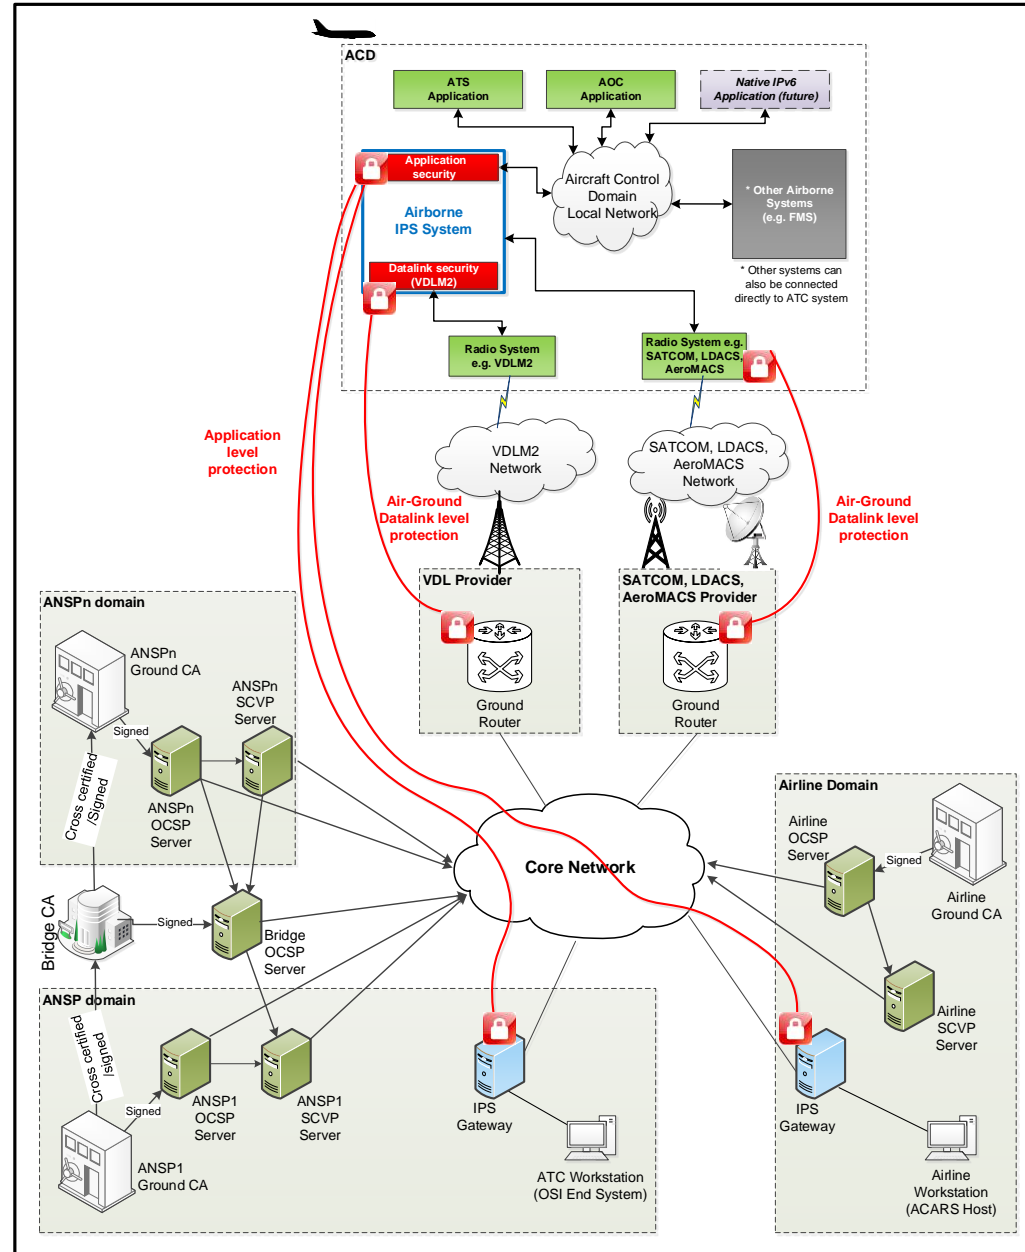 ACD
ATS
Application
AOC
Application
Native IPv6
Application (future)
Application
security
Airborne
IPS System
Datalink security
(VDLM2)
Aircraft Control
Domain
Local Network
* Other Airborne
Systems
(e.g. FMS)
* Other systems can
also be connected
directly to ATC system
Radio System
e.g. VDLM2
Radio System e.g.
SATCOM, LDACS,
AeroMACS
Application
level
protection
VDLM2
Network
SATCOM, LDACS,
AeroMACS
Network
Air-Ground
Datalink level
protection
Air-Ground
Datalink level
protection
VDL Provider
Ground
Router
SATCOM, LDACS,
AeroMACS Provider
Ground
Router
ANSPn domain
ANSPn
Ground CA
Signed
ANSPn
SCVP
Server
ANSPn
OCSP
Server
Cross certified
/Signed
Bridge CA
Signed
Bridge
OCSP
Server
Core Network
Airline Domain
Airline
OCSP
Server
Signed
Airline
Ground CA
Airline
SCVP
Server
IPS
Gateway
Airline
Workstation
(ACARS Host)
ANSP domain
Cross certified
/signed
Signed
ANSP1
Ground CA
ANSP1
OCSP
Server
ANSP1
SCVP
Server
IPS
Gateway
ATC Workstation
(OSI End System)